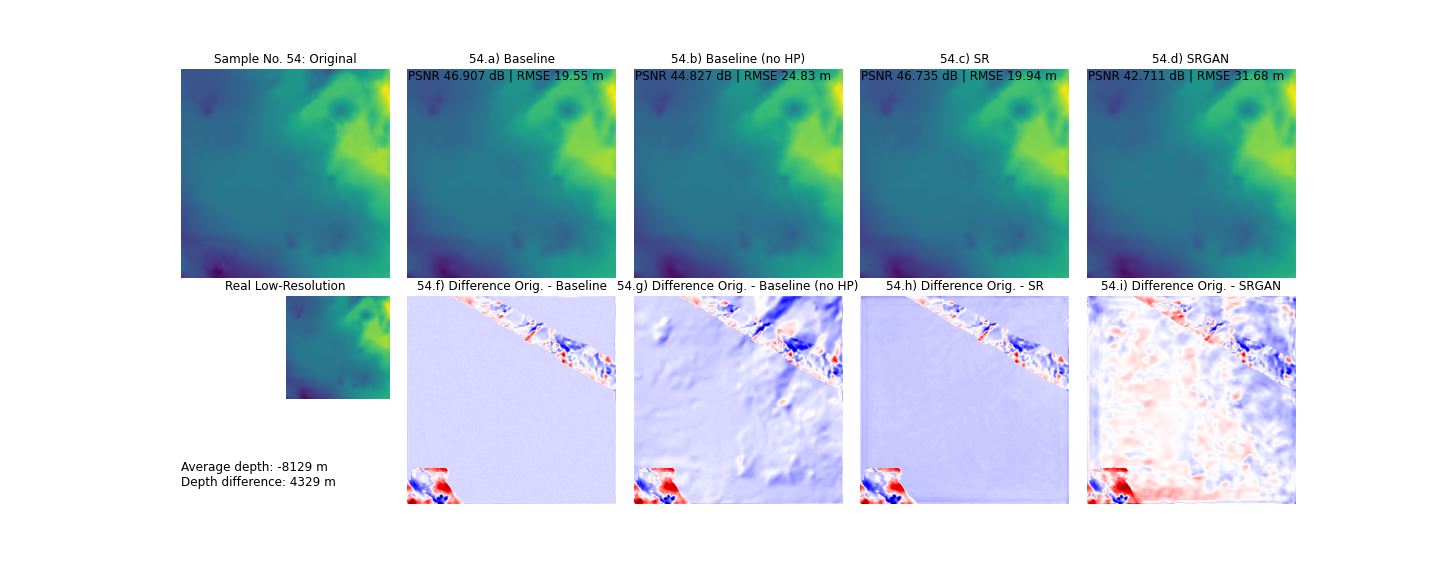 Sample No. 54: Original
54.a) Baseline
54.b) Baseline (no HP)
54.c) SR
54.d) SRGAN
PSNR 46.907 dB | RMSE 19.55 m
PSNR 44.827 dB | RMSE 24.83 m
PSNR 46.735 dB | RMSE 19.94 m
PSNR 42.711 dB | RMSE 31.68 m
Real Low-Resolution
54.f) Difference Orig. - Baseline
54.g) Difference Orig. - Baseline (no HP)
54.h) Difference Orig. - SR
54.i) Difference Orig. - SRGAN
Average depth: -8129 m
Depth difference: 4329 m